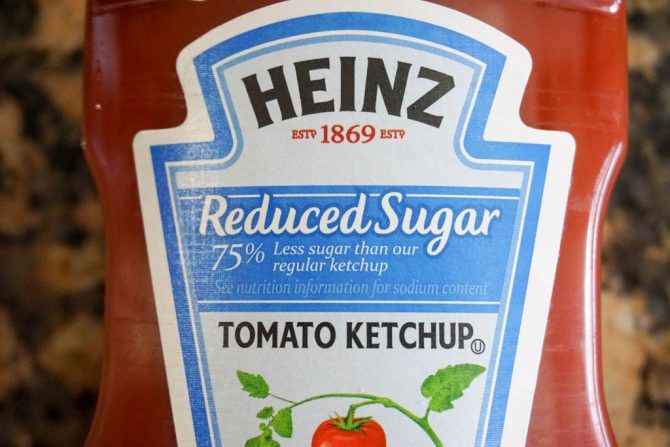 HEINZ
ESTD 1869 ESTD
Reduced Sugar
75% Less sugar than our
regular ketchup
See nutrition information for sodium content
TOMATO KETCHUP Ⓤ